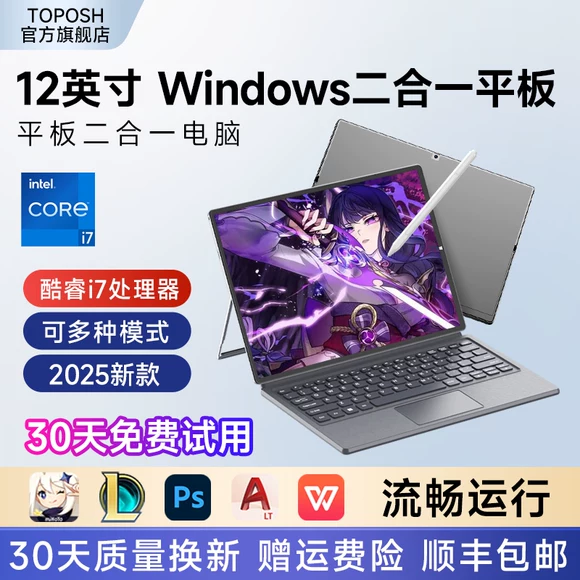 TOPOSH
官方旗舰店
12英寸 Windows二合一平板
平板二合一电脑
intel.
CORE
i7
酷睿i7处理器
可多种模式
2025新款
30天免费试用
miHoYo
L
Ps
A
LT
W
流畅运行
30天质量换新 赠运费险 顺丰包邮